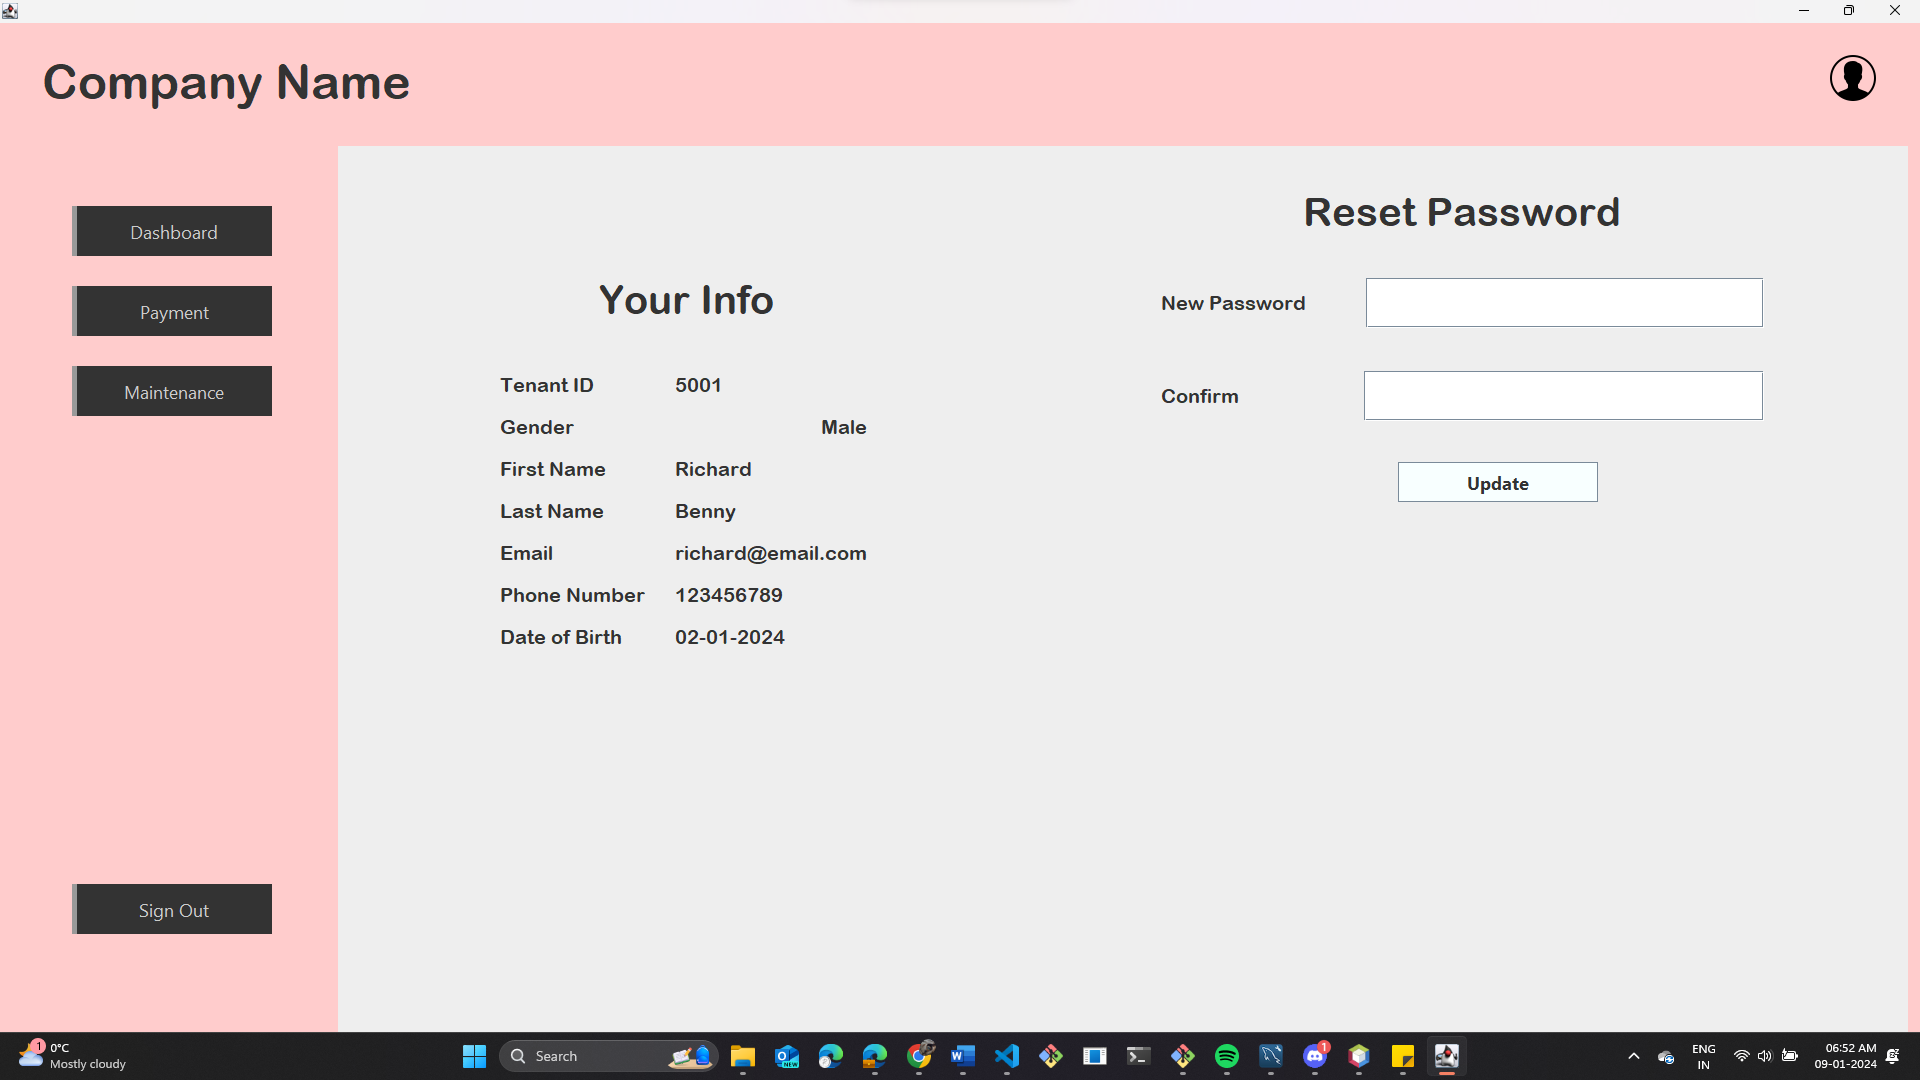 Company Name
Dashboard
Payment
Maintenance
Sign Out
Your Info
Tenant ID 5001
Gender Male
First Name Richard
Last Name Benny
Email richard@email.com
Phone Number 123456789
Date of Birth 02-01-2024
Reset Password
New Password
Confirm
Update
1
0°C
Mostly cloudy
Search
NEW
1
ENG
IN
06:52 AM
09-01-2024